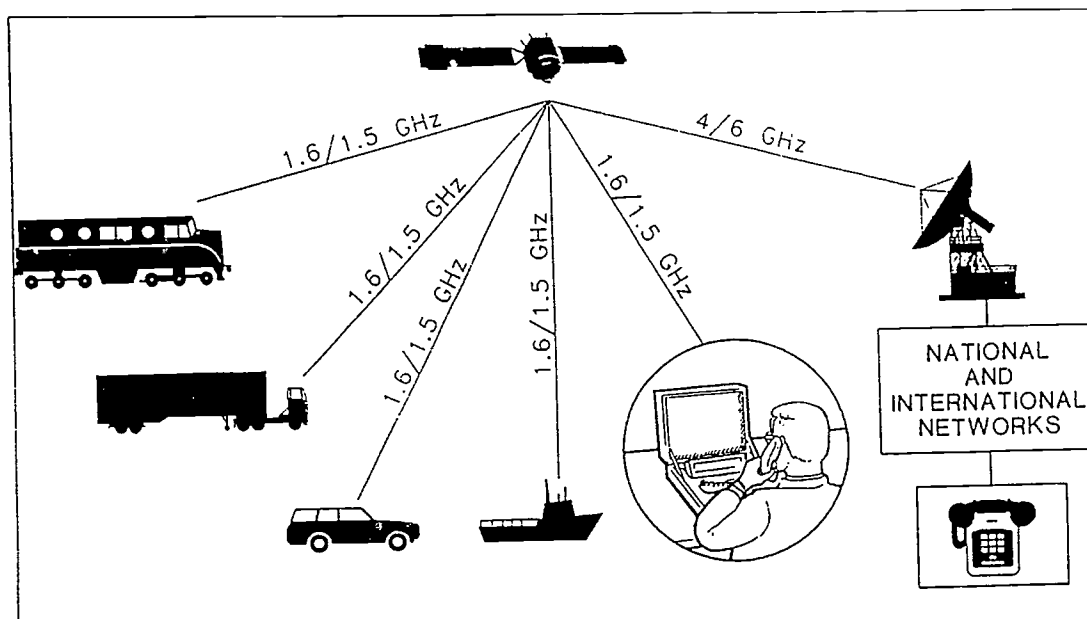 1.6/1.5 GHz
1.6/1.5 GHz
1.6/1.5 GHz
1.6/1.5 GHz
1.6/1.5 GHz
4/6 GHz
NATIONAL
AND
INTERNATIONAL
NETWORKS